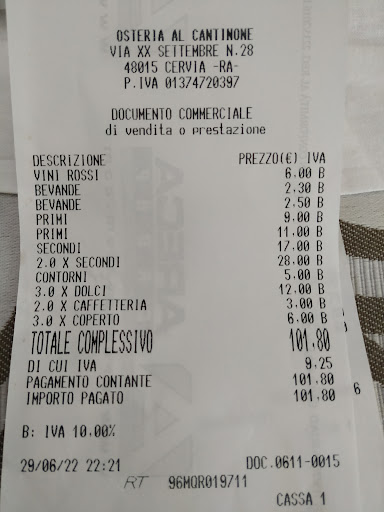 OSTERIA AL CANTINONE
VIA XX SETTEMBRE N.28
48015 CERVIA -RA-
P.IVA 01374720397
DOCUMENTO COMMERCIALE
di vendita o prestazione
DESCRIZIONE PREZZO(€) IVA
VINI ROSSI 6.00 B
BEVANDE 2.30 B
BEVANDE 2.50 B
PRIMI 9.00 B
PRIMI 11.00 B
SECONDI 17.00 B
2.0 X SECONDI 28.00 B
CONTORNI 5.00 B
3.0 X DOLCI 12.00 B
2.0 X CAFFETTERIA 3.00 B
3.0 X COPERTO 6.00 B
TOTALE COMPLESSIVO 101.80
DI CUI IVA 9.25
PAGAMENTO CONTANTE 101.80
IMPORTO PAGATO 101.80
B: IVA 10.00%
29/06/22 22:21 DOC.0611-0015
RT 96MQR019711
CASSA 1